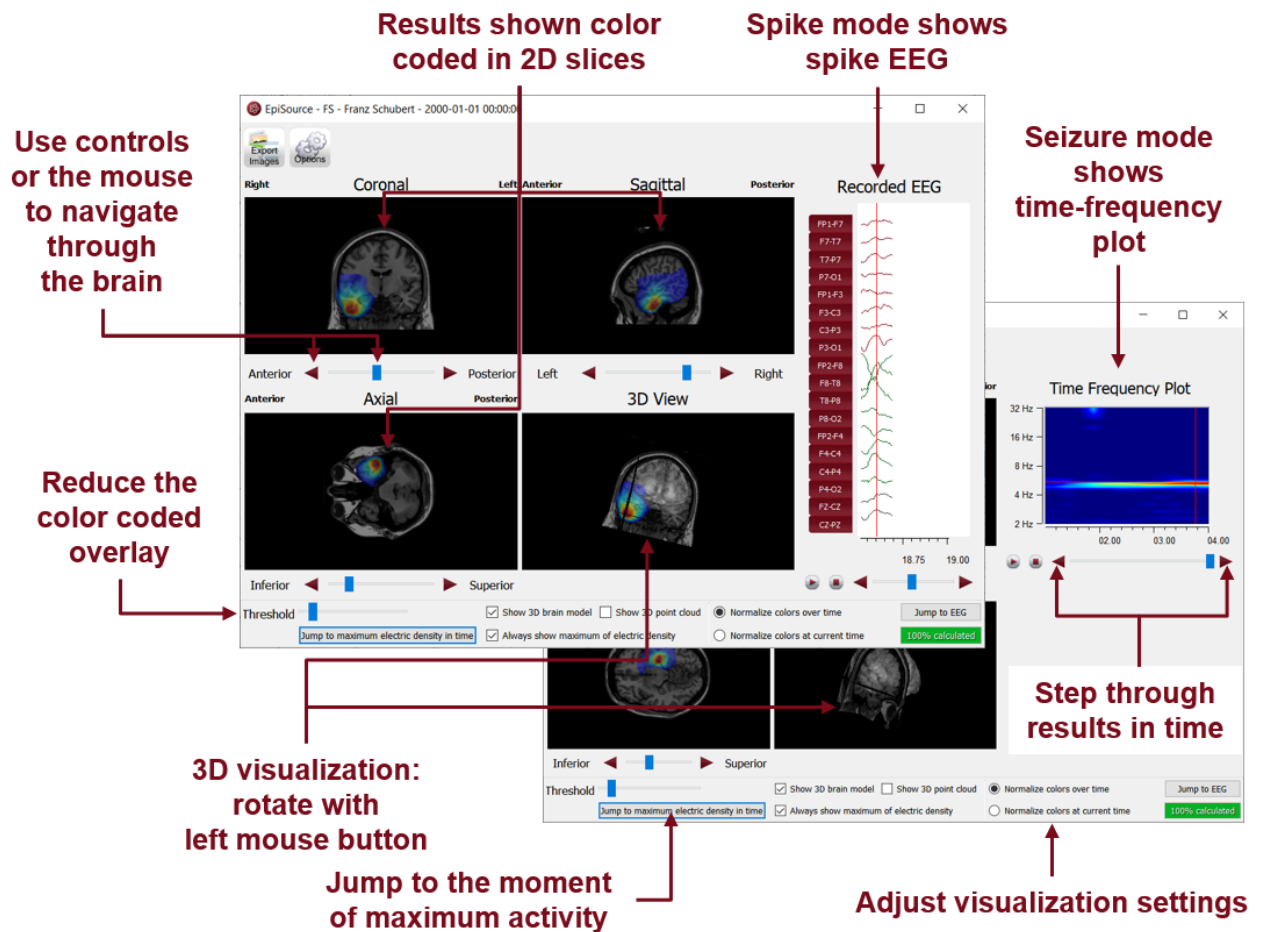 Results shown color
coded in 2D slices
Spike mode shows
spike EEG
Use controls
or the mouse
to navigate
through
the brain
Seizure mode
shows
time-frequency
plot
Reduce the
color coded
overlay
EpiSource - FS - Franz Schubert - 2000-01-01 00:00:00
Export
Images
Options
Right
Coronal
Left
Anterior
Sagittal
Posterior
Recorded EEG
FP1-F7
F7-T7
T7-P7
P7-O1
FP1-F3
F3-C3
C3-P3
P3-O1
FP2-F8
F8-T8
T8-P8
P8-O2
FP2-F4
F4-C4
C4-P4
P4-O2
FZ-CZ
CZ-PZ
18.75
19.00
Anterior
Posterior
Left
Right
Anterior
Axial
Posterior
3D View
Inferior
Superior
Threshold
Jump to maximum electric density in time
Show 3D brain model
Show 3D point cloud
Always show maximum of electric density
Normalize colors over time
Normalize colors at current time
Jump to EEG
100% calculated
Time Frequency Plot
32 Hz
16 Hz
8 Hz
4 Hz
2 Hz
02.00
03.00
04.00
Step through
results in time
Inferior
Superior
Threshold
Jump to maximum electric density in time
Show 3D brain model
Show 3D point cloud
Always show maximum of electric density
Normalize colors over time
Normalize colors at current time
Jump to EEG
100% calculated
3D visualization:
rotate with
left mouse button
Jump to the moment
of maximum activity
Adjust visualization settings